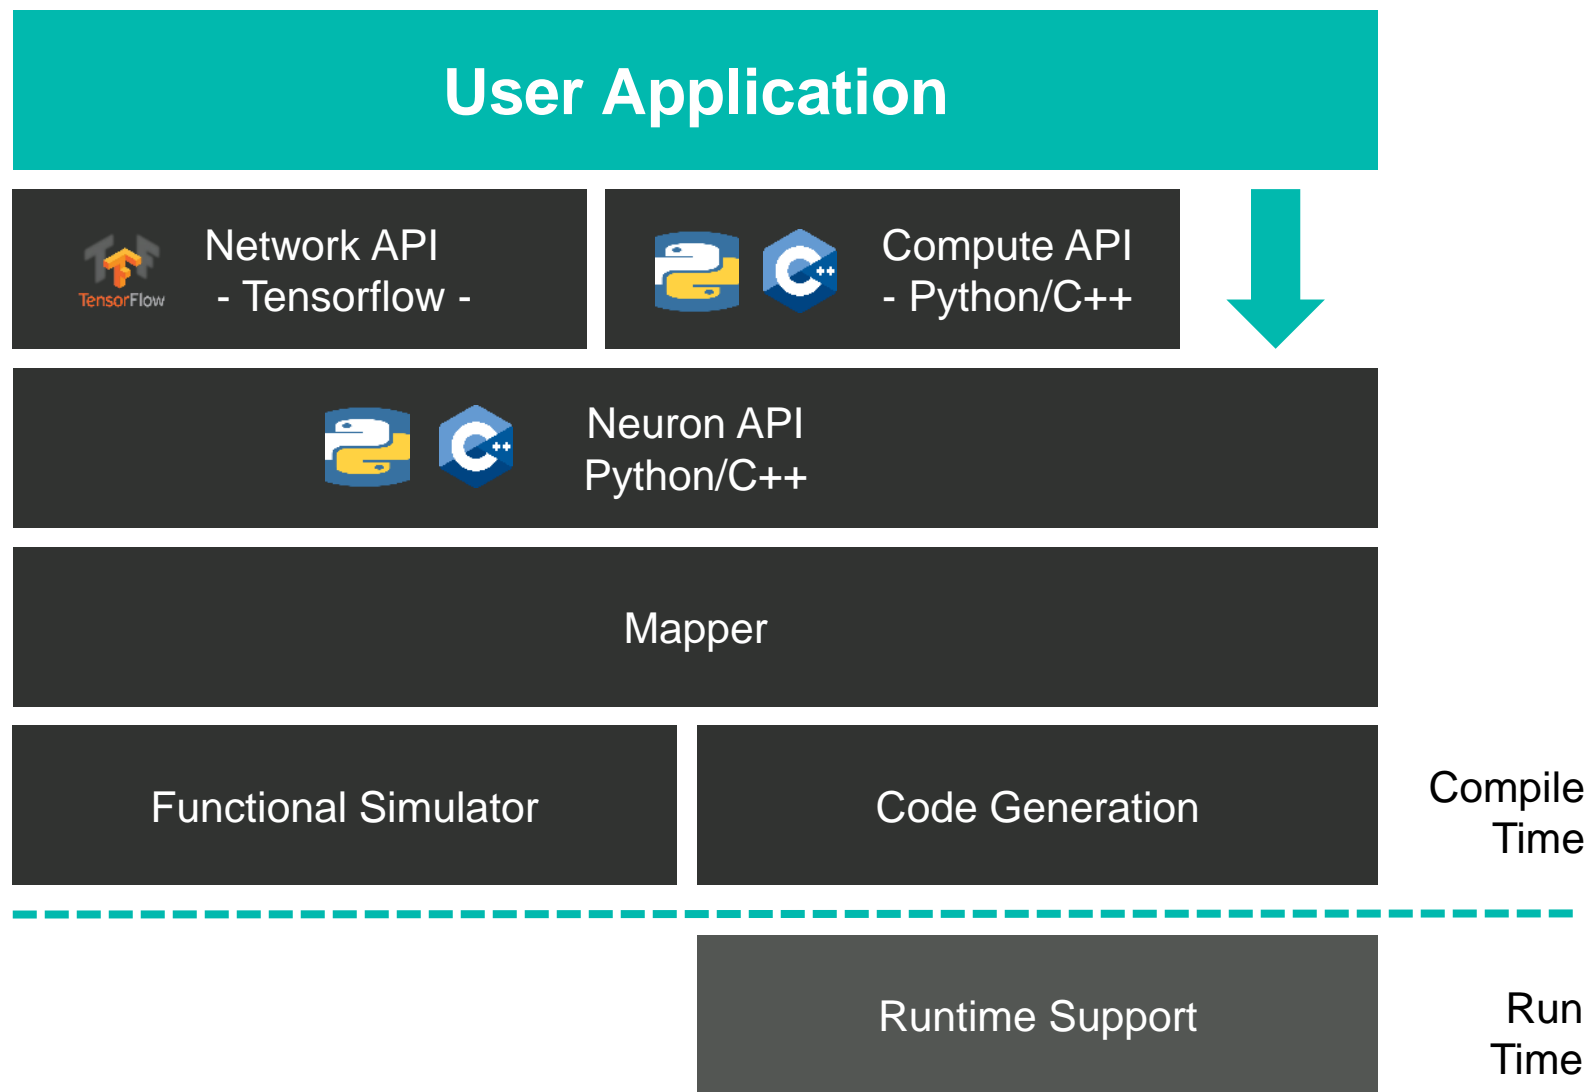 User Application
TensorFlow
Network API
- Tensorflow -
C++
Compute API
- Python/C++
C++
Neuron API
Python/C++
Mapper
Functional Simulator
Code Generation
Compile
Time
Runtime Support
Run
Time